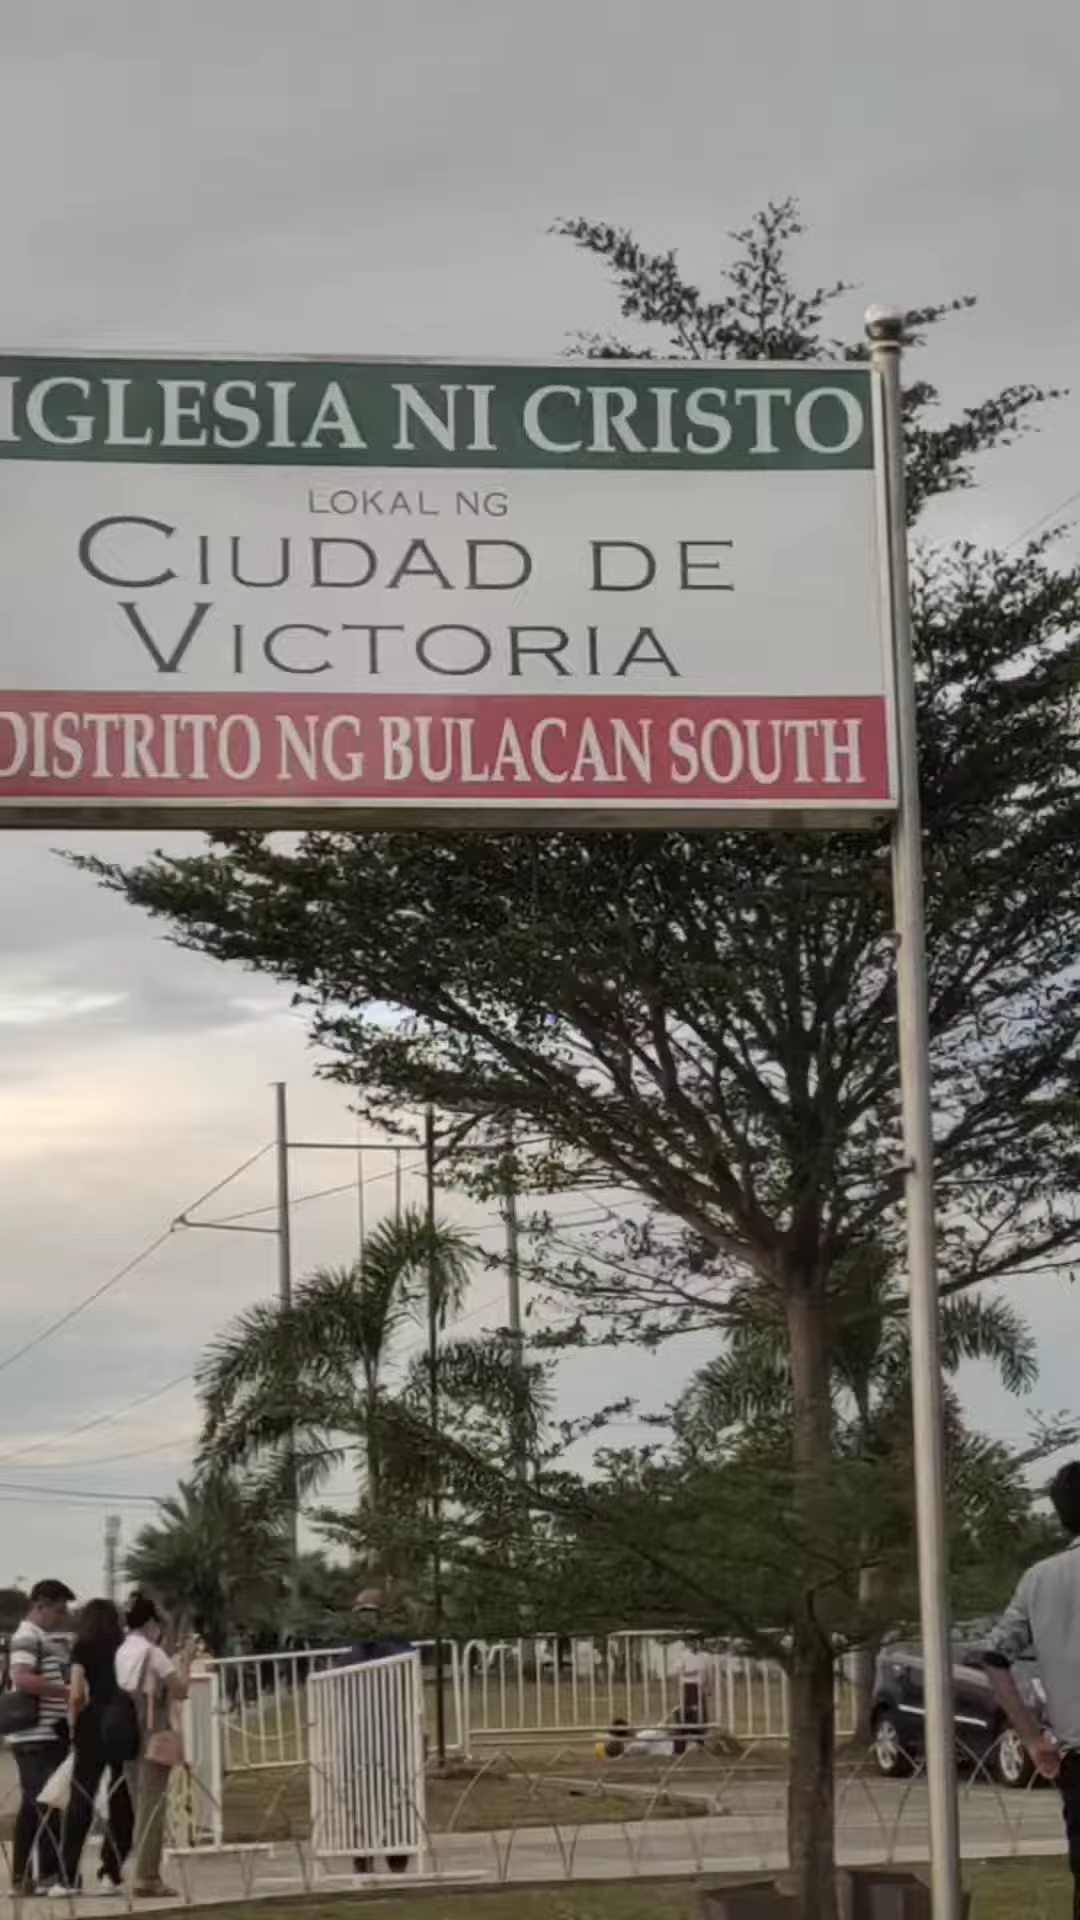 IGLESIA NI CRISTO
LOKAL NG
CIUDAD DE
VICTORIA
DISTRITO NG BULACAN SOUTH